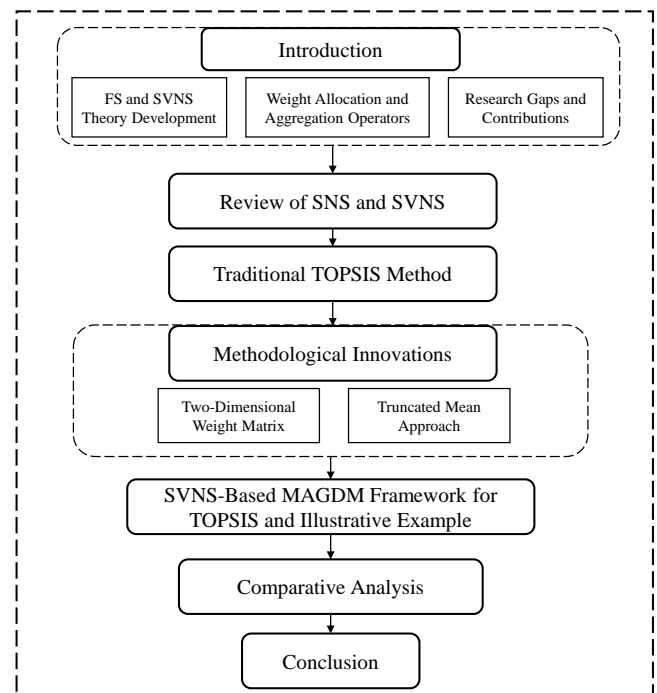 Introduction
FS and SVNS
Theory Development
Weight Allocation and
Aggregation Operators
Research Gaps and
Contributions
Review of SNS and SVNS
Traditional TOPSIS Method
Methodological Innovations
Two-Dimensional
Weight Matrix
Truncated Mean
Approach
SVNS-Based MAGDM Framework for
TOPSIS and Illustrative Example
Comparative Analysis
Conclusion